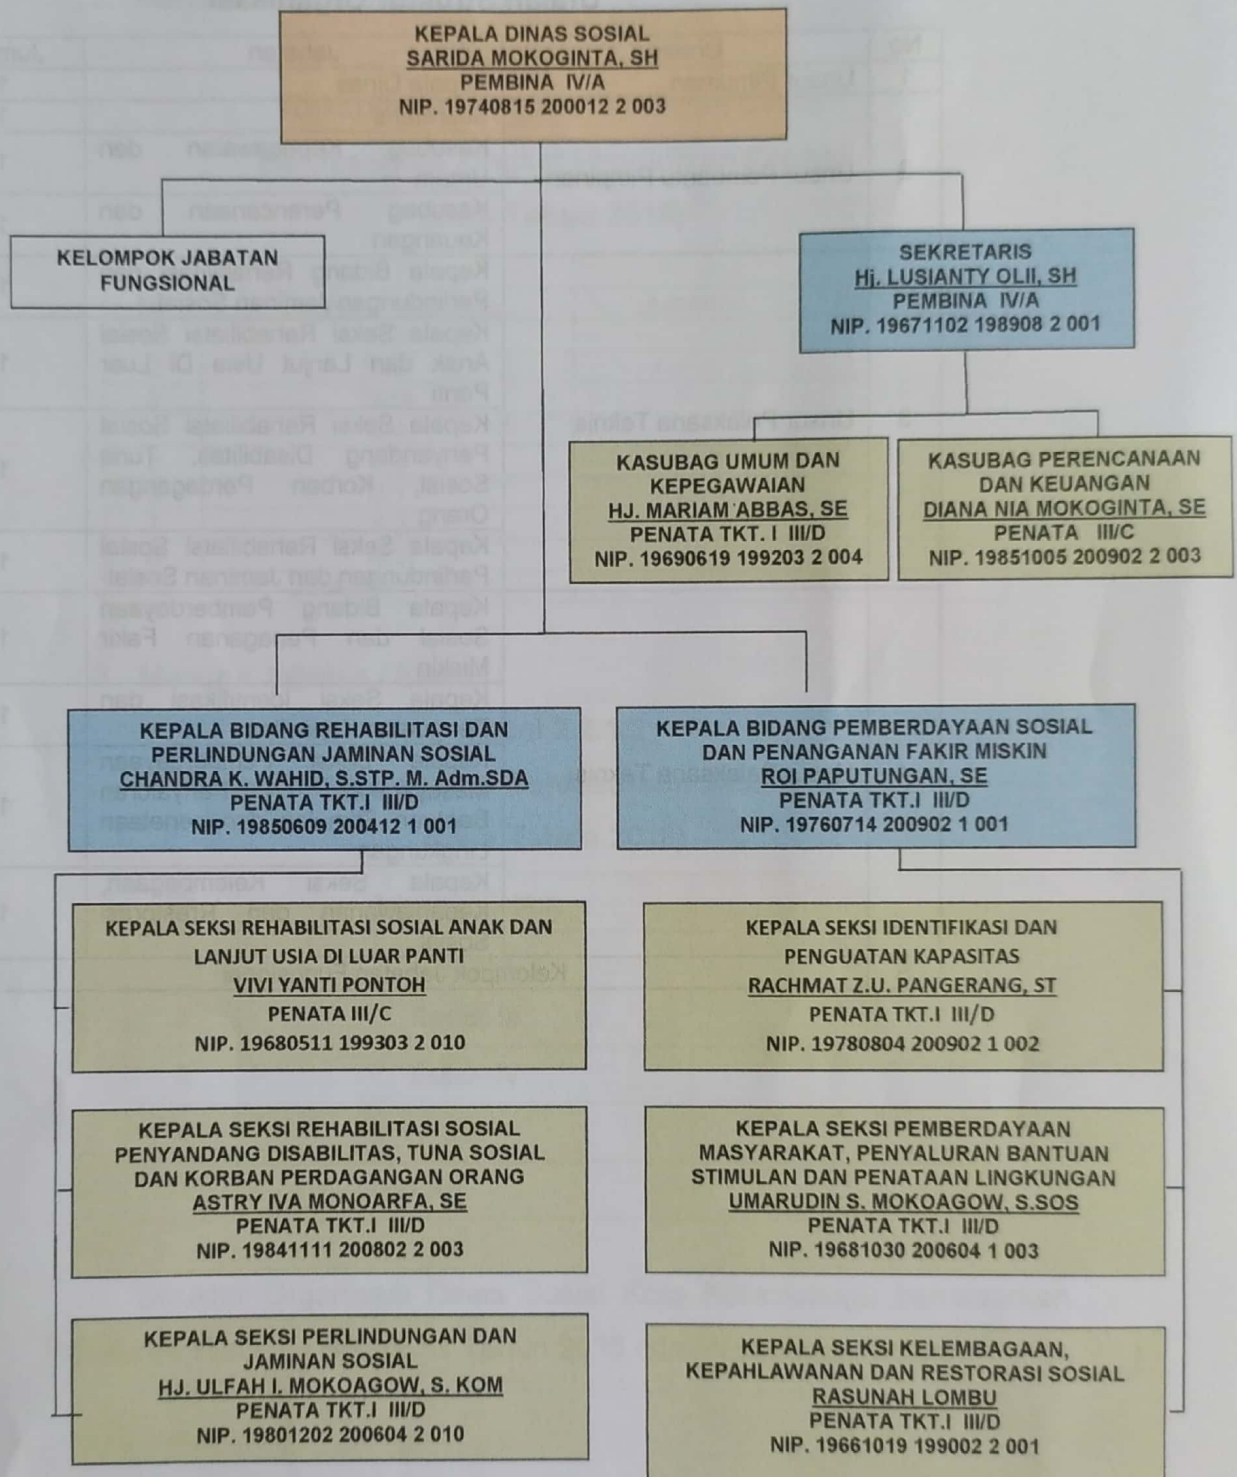 KEPALA DINAS SOSIAL
SARIDA MOKOGINTA, SH
PEMBINA IV/A
NIP. 19740815 200012 2 003
KELOMPOK JABATAN
FUNGSIONAL
SEKRETARIS
Hj. LUSIANTY OLII, SH
PEMBINA IV/A
NIP. 19671102 198908 2 001
KASUBAG UMUM DAN
KEPEGAWAIAN
HJ. MARIAM ABBAS, SE
PENATA TKT. I III/D
NIP. 19690619 199203 2 004
KASUBAG PERENCANAAN
DAN KEUANGAN
DIANA NIA MOKOGINTA, SE
PENATA III/C
NIP. 19851005 200902 2 003
KEPALA BIDANG REHABILITASI DAN
PERLINDUNGAN JAMINAN SOSIAL
CHANDRA K. WAHID, S.STP. M. Adm.SDA
PENATA TKT.I III/D
NIP. 19850609 200412 1 001
KEPALA BIDANG PEMBERDAYAAN SOSIAL
DAN PENANGANAN FAKIR MISKIN
ROI PAPUTUNGAN, SE
PENATA TKT.I III/D
NIP. 19760714 200902 1 001
KEPALA SEKSI REHABILITASI SOSIAL ANAK DAN
LANJUT USIA DI LUAR PANTI
VIVI YANTI PONTOH
PENATA III/C
NIP. 19680511 199303 2 010
KEPALA SEKSI IDENTIFIKASI DAN
PENGUATAN KAPASITAS
RACHMAT Z.U. PANGERANG, ST
PENATA TKT.I III/D
NIP. 19780804 200902 1 002
KEPALA SEKSI REHABILITASI SOSIAL
PENYANDANG DISABILITAS, TUNA SOSIAL
DAN KORBAN PERDAGANGAN ORANG
ASTRY IVA MONOARFA, SE
PENATA TKT.I III/D
NIP. 19841111 200802 2 003
KEPALA SEKSI PEMBERDAYAAN
MASYARAKAT, PENYALURAN BANTUAN
STIMULAN DAN PENATAAN LINGKUNGAN
UMARUDIN S. MOKOAGOW, S.SOS
PENATA TKT.I III/D
NIP. 19681030 200604 1 003
KEPALA SEKSI PERLINDUNGAN DAN
JAMINAN SOSIAL
HJ. ULFAH I. MOKOAGOW, S. KOM
PENATA TKT.I III/D
NIP. 19801202 200604 2 010
KEPALA SEKSI KELEMBAGAAN,
KEPAHLAWANAN DAN RESTORASI SOSIAL
RASUNAH LOMBU
PENATA TKT.I III/D
NIP. 19661019 199002 2 001